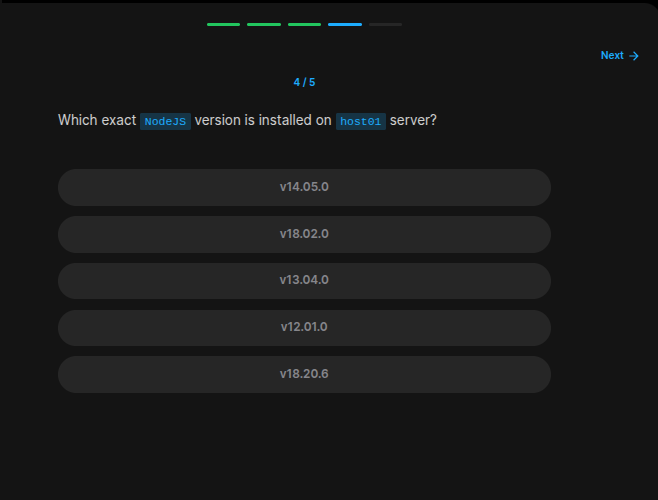 Next →
4 / 5
Which exact NodeJS version is installed on host01 server?
v14.05.0
v18.02.0
v13.04.0
v12.01.0
v18.20.6